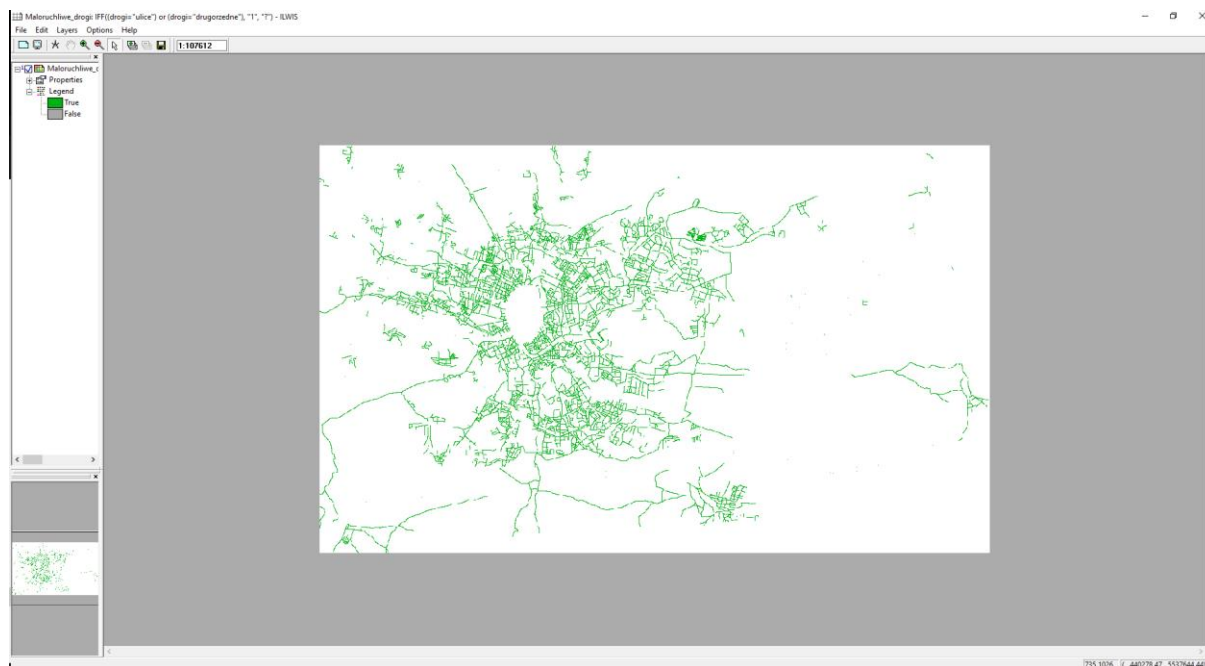 Maloruchliwe_drogi: IFF((drogi="ulice") or (drogi="drugorzedne"), "1", "?") - ILWIS
File Edit Layers Options Help
1:107612
Maloruchliwe_c
Properties
Legend
True
False
735,1026 ( 440278.47, 5537644.44)